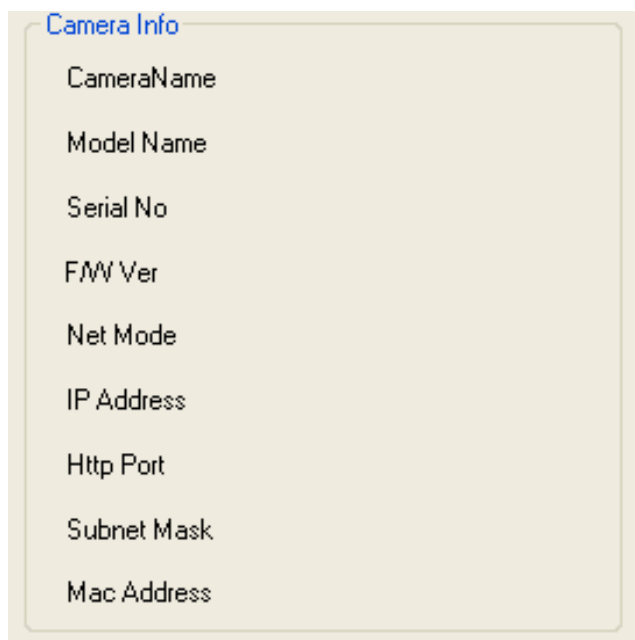 Camera Info
CameraName
Model Name
Serial No
F/W Ver
Net Mode
IP Address
Http Port
Subnet Mask
Mac Address